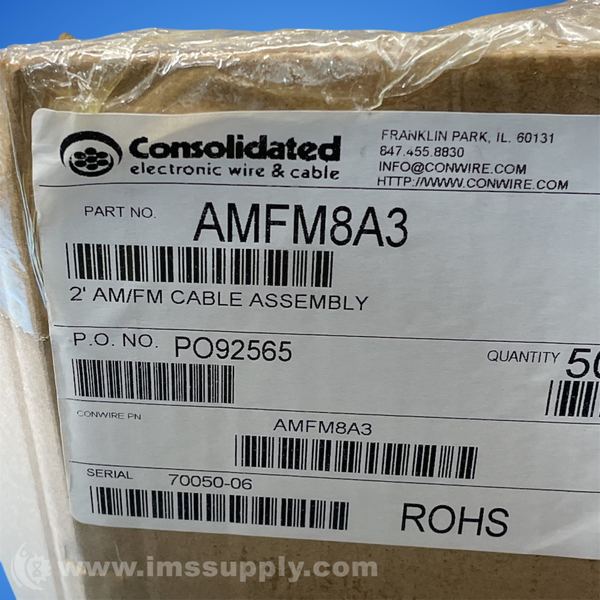 Consolidated
electronic wire & cable
FRANKLIN PARK, IL. 60131
847.455.8830
INFO@CONWIRE.COM
HTTP://WWW.CONWIRE.COM
PART NO. AMFM8A3
2' AM/FM CABLE ASSEMBLY
P.O. NO. PO92565
QUANTITY
CONWIRE PN
AMFM8A3
SERIAL 70050-06
ROHS
www.imssupply.com